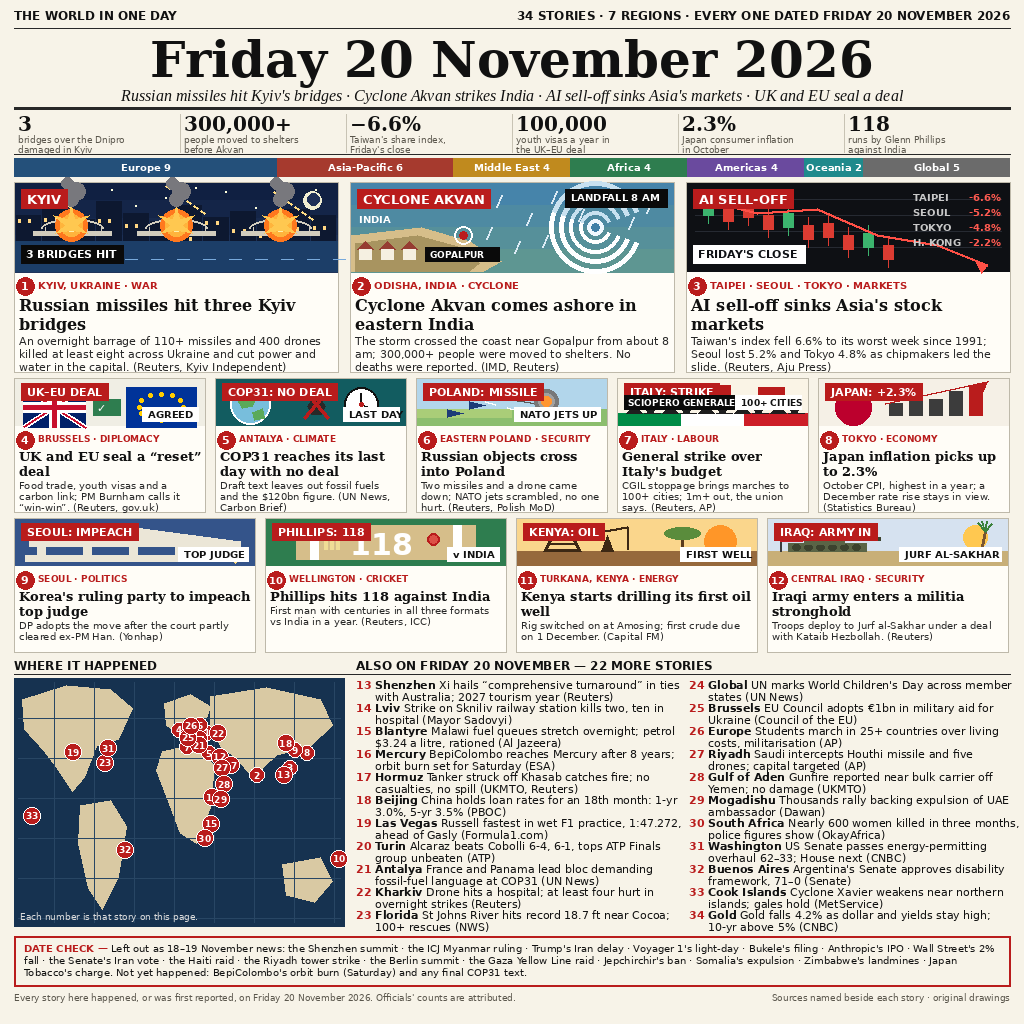 THE WORLD IN ONE DAY
34 STORIES · 7 REGIONS · EVERY ONE DATED FRIDAY 20 NOVEMBER 2026
Friday 20 November 2026
Russian missiles hit Kyiv's bridges · Cyclone Akvan strikes India · AI sell-off sinks Asia's markets · UK and EU seal a deal
3
bridges over the Dnipro
damaged in Kyiv
300,000+
people moved to shelters
before Akvan
−6.6%
Taiwan's share index,
Friday's close
100,000
youth visas a year in
the UK–EU deal
2.3%
Japan consumer inflation
in October
118
runs by Glenn Phillips
against India
Europe 9
Asia-Pacific 6
Middle East 4
Africa 4
Americas 4
Oceania 2
Global 5
KYIV
3 BRIDGES HIT
1 KYIV, UKRAINE · WAR
Russian missiles hit three Kyiv
bridges
An overnight barrage of 110+ missiles and 400 drones
killed at least eight across Ukraine and cut power and
water in the capital. (Reuters, Kyiv Independent)
CYCLONE AKVAN
LANDFALL 8 AM
INDIA
GOPALPUR
2 ODISHA, INDIA · CYCLONE
Cyclone Akvan comes ashore in
eastern India
The storm crossed the coast near Gopalpur from about 8
am; 300,000+ people were moved to shelters. No
deaths were reported. (IMD, Reuters)
AI SELL-OFF
TAIPEI -6.6%
SEOUL -5.2%
TOKYO -4.8%
H. KONG -2.2%
FRIDAY'S CLOSE
3 TAIPEI · SEOUL · TOKYO · MARKETS
AI sell-off sinks Asia's stock
markets
Taiwan's index fell 6.6% to its worst week since 1991;
Seoul lost 5.2% and Tokyo 4.8% as chipmakers led the
slide. (Reuters, Aju Press)
UK–EU DEAL
✓
AGREED
4 BRUSSELS · DIPLOMACY
UK and EU seal a “reset”
deal
Food trade, youth visas and a
carbon link; PM Burnham calls it
“win-win”. (Reuters, gov.uk)
COP31: NO DEAL
LAST DAY
5 ANTALYA · CLIMATE
COP31 reaches its last
day with no deal
Draft text leaves out fossil fuels
and the $120bn figure. (UN News,
Carbon Brief)
POLAND: MISSILE
NATO JETS UP
6 EASTERN POLAND · SECURITY
Russian objects cross
into Poland
Two missiles and a drone came
down; NATO jets scrambled, no one
hurt. (Reuters, Polish MoD)
ITALY: STRIKE
SCIOPERO GENERALE
100+ CITIES
7 ITALY · LABOUR
General strike over
Italy's budget
CGIL stoppage brings marches to
100+ cities; 1m+ out, the union
says. (Reuters, AP)
JAPAN: +2.3%
8 TOKYO · ECONOMY
Japan inflation picks up
to 2.3%
October CPI, highest in a year; a
December rate rise stays in view.
(Statistics Bureau)
SEOUL: IMPEACH
TOP JUDGE
9 SEOUL · POLITICS
Korea's ruling party to impeach
top judge
DP adopts the move after the court partly
cleared ex-PM Han. (Yonhap)
PHILLIPS: 118
118
v INDIA
10 WELLINGTON · CRICKET
Phillips hits 118 against India
First man with centuries in all three formats
vs India in a year. (Reuters, ICC)
KENYA: OIL
FIRST WELL
11 TURKANA, KENYA · ENERGY
Kenya starts drilling its first oil
well
Rig switched on at Amosing; first crude due
on 1 December. (Capital FM)
IRAQ: ARMY IN
JURF AL-SAKHAR
12 CENTRAL IRAQ · SECURITY
Iraqi army enters a militia
stronghold
Troops deploy to Jurf al-Sakhar under a deal
with Kataib Hezbollah. (Reuters)
WHERE IT HAPPENED
19
31
23
33
32
26
25
21
22
12
27
28
29
15
30
2
18
9
8
13
10
Each number is that story on this page.
ALSO ON FRIDAY 20 NOVEMBER — 22 MORE STORIES
13 Shenzhen Xi hails “comprehensive turnaround” in ties
with Australia; 2027 tourism year (Reuters)
14 Lviv Strike on Skniliv railway station kills two, ten in
hospital (Mayor Sadovyi)
15 Blantyre Malawi fuel queues stretch overnight; petrol
$3.24 a litre, rationed (Al Jazeera)
16 Mercury BepiColombo reaches Mercury after 8 years;
orbit burn set for Saturday (ESA)
17 Hormuz Tanker struck off Khasab catches fire; no
casualties, no spill (UKMTO, Reuters)
18 Beijing China holds loan rates for an 18th month: 1-yr
3.0%, 5-yr 3.5% (PBOC)
19 Las Vegas Russell fastest in wet F1 practice, 1:47.272,
ahead of Gasly (Formula1.com)
20 Turin Alcaraz beats Cobolli 6-4, 6-1, tops ATP Finals
group unbeaten (ATP)
21 Antalya France and Panama lead bloc demanding
fossil-fuel language at COP31 (UN News)
22 Kharkiv Drone hits a hospital; at least four hurt in
overnight strikes (Reuters)
23 Florida St Johns River hits record 18.7 ft near Cocoa;
100+ rescues (NWS)
24 Global UN marks World Children's Day across member
states (UN News)
25 Brussels EU Council adopts €1bn in military aid for
Ukraine (Council of the EU)
26 Europe Students march in 25+ countries over living
costs, militarisation (AP)
27 Riyadh Saudis intercept Houthi missile and five
drones; capital targeted (AP)
28 Gulf of Aden Gunfire reported near bulk carrier off
Yemen; no damage (UKMTO)
29 Mogadishu Thousands rally backing expulsion of UAE
ambassador (Dawan)
30 South Africa Nearly 600 women killed in three months,
police figures show (OkayAfrica)
31 Washington US Senate passes energy-permitting
overhaul 62–33; House next (CNBC)
32 Buenos Aires Argentina's Senate approves disability
framework, 71–0 (Senate)
33 Cook Islands Cyclone Xavier weakens near northern
islands; gales hold (MetService)
34 Gold Gold falls 4.2% as dollar and yields stay high;
10-yr above 5% (CNBC)
DATE CHECK — Left out as 18–19 November news: the Shenzhen summit · the ICJ Myanmar ruling · Trump's Iran delay · Voyager 1's light-day · Bukele's filing · Anthropic's IPO · Wall Street's 2%
fall · the Senate's Iran vote · the Haiti raid · the Riyadh tower strike · the Berlin summit · the Gaza Yellow Line raid · Jepchirchir's ban · Somalia's expulsion · Zimbabwe's landmines · Japan
Tobacco's charge. Not yet happened: BepiColombo's orbit burn (Saturday) and any final COP31 text.
Every story here happened, or was first reported, on Friday 20 November 2026. Officials' counts are attributed.
Sources named beside each story · original drawings